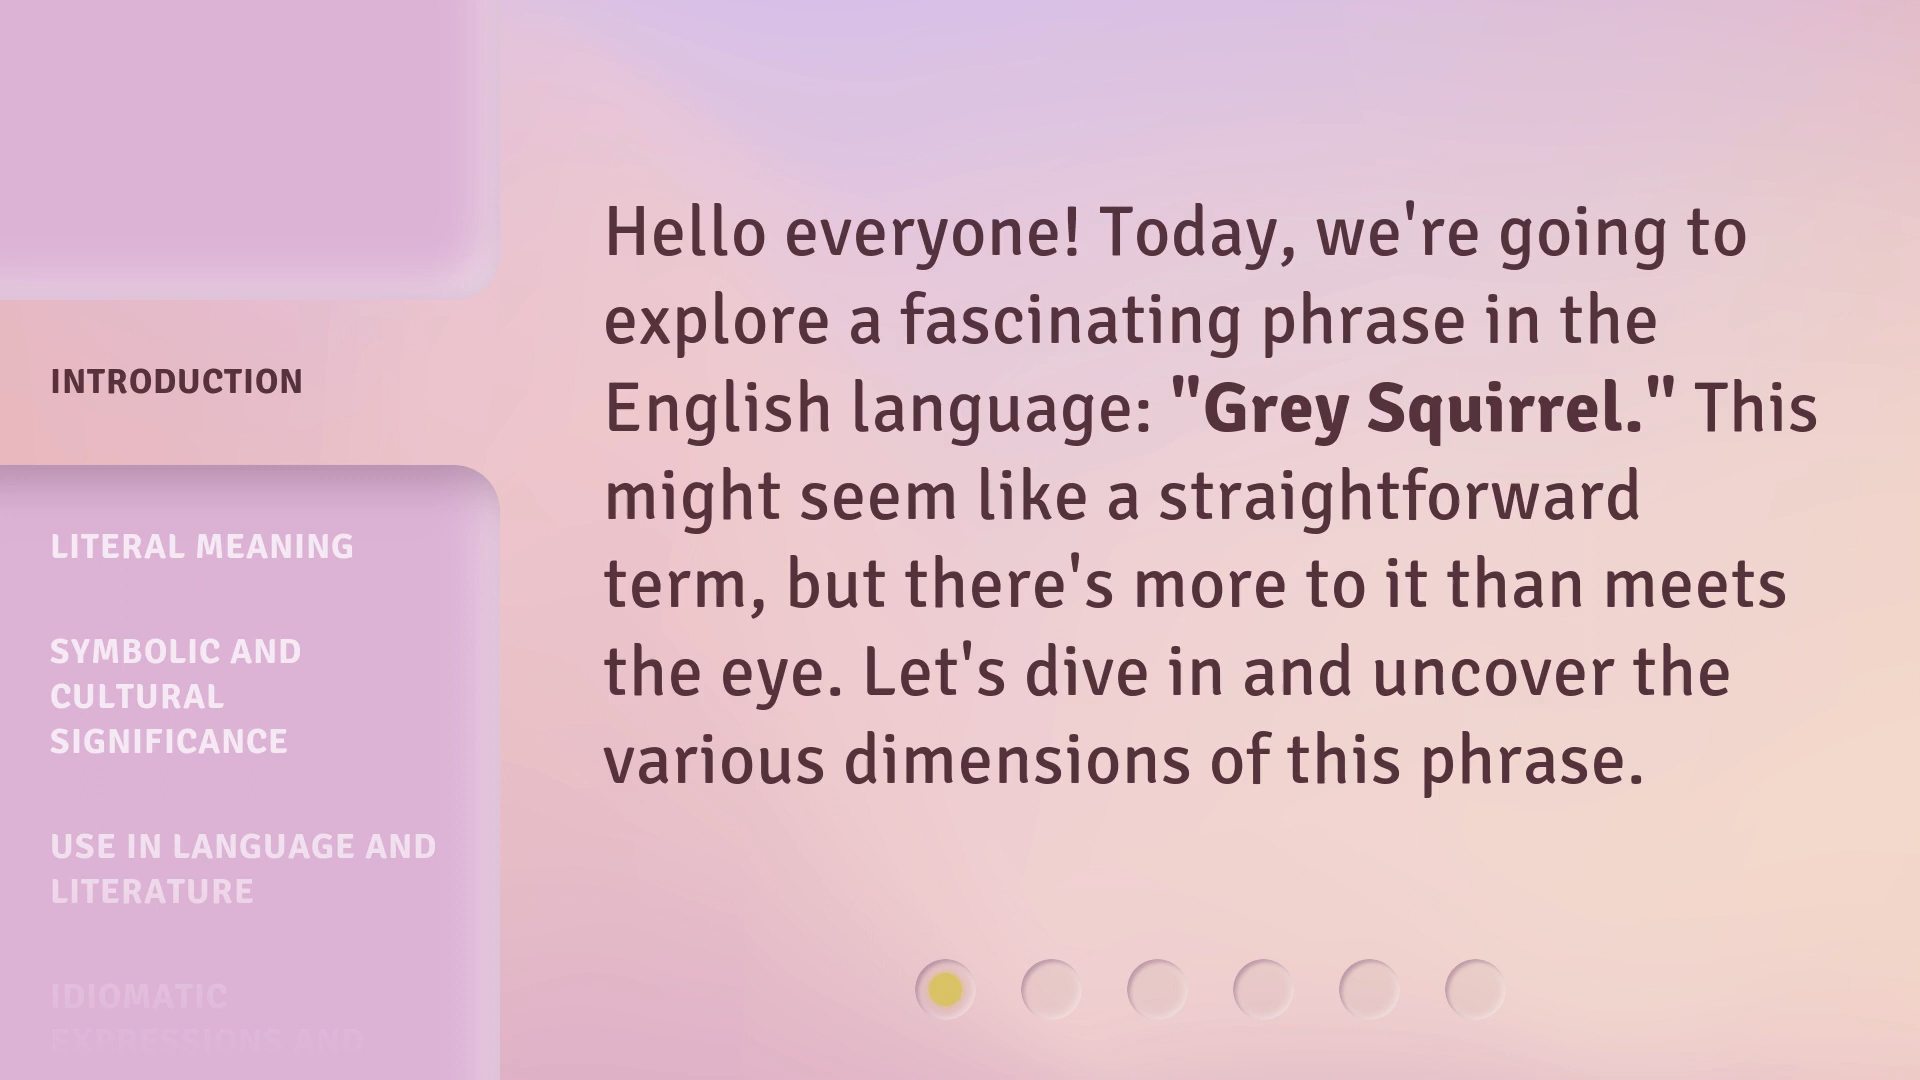 INTRODUCTION
LITERAL MEANING
SYMBOLIC AND
CULTURAL
SIGNIFICANCE
USE IN LANGUAGE AND
LITERATURE
IDIOMATIC
EXPRESSIONS AND
Hello everyone! Today, we're going to
explore a fascinating phrase in the
English language: "Grey Squirrel." This
might seem like a straightforward
term, but there's more to it than meets
the eye. Let's dive in and uncover the
various dimensions of this phrase.